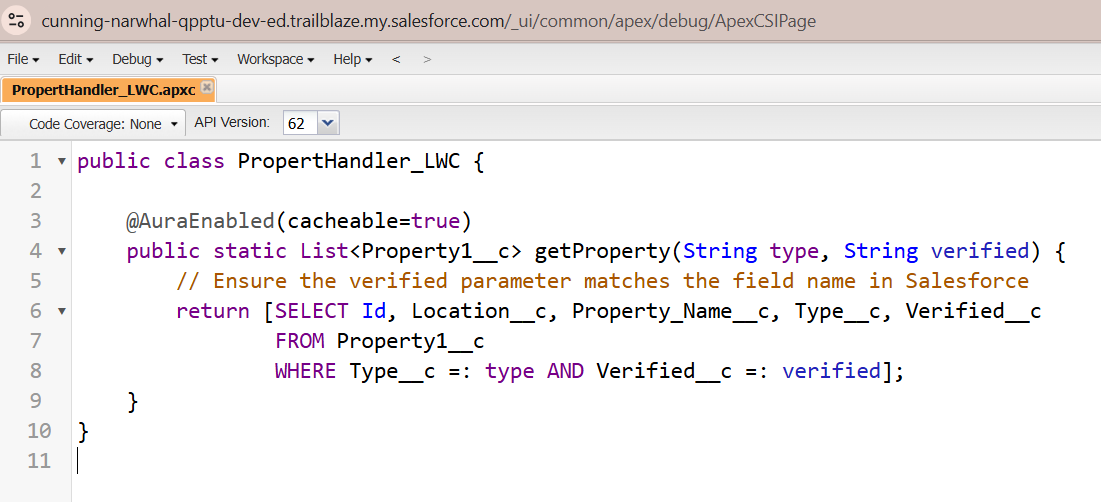 cunning-narwhal-qpptu-dev-ed.trailblaze.my.salesforce.com/_ui/common/apex/debug/ApexCSIPage
File Edit Debug Test Workspace Help < >
PropertHandler_LWC.apxc
Code Coverage: None API Version: 62
1 public class PropertHandler_LWC {
2
3     @AuraEnabled(cacheable=true)
4     public static List<Property1__c> getProperty(String type, String verified) {
5         // Ensure the verified parameter matches the field name in Salesforce
6         return [SELECT Id, Location__c, Property_Name__c, Type__c, Verified__c
7                 FROM Property1__c
8                 WHERE Type__c =: type AND Verified__c =: verified];
9     }
10 }
11